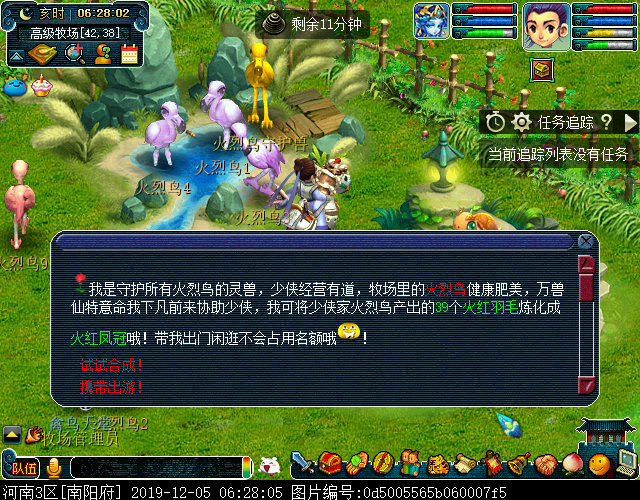 亥时 06:28:02
高级牧场[42,38]
剩余11分钟
任务追踪 ?
当前追踪列表没有任务
火烈鸟守护兽
火烈鸟1
火烈鸟4
火烈鸟
火烈鸟9
我是守护所有火烈鸟的灵兽，少侠经营有道，牧场里的火烈鸟健康肥美，万兽
仙特意命我下凡前来协助少侠，我可将少侠家火烈鸟产出的39个火红羽毛炼化成
火红凤冠哦！带我出门闲逛不会占用名额哦！
试试合成！
携带出游！
烈鸟2
牧场管理员
队伍
河南3区[南阳府] 2019-12-05 06:28:05 图片编号:0d5005565b060007f5